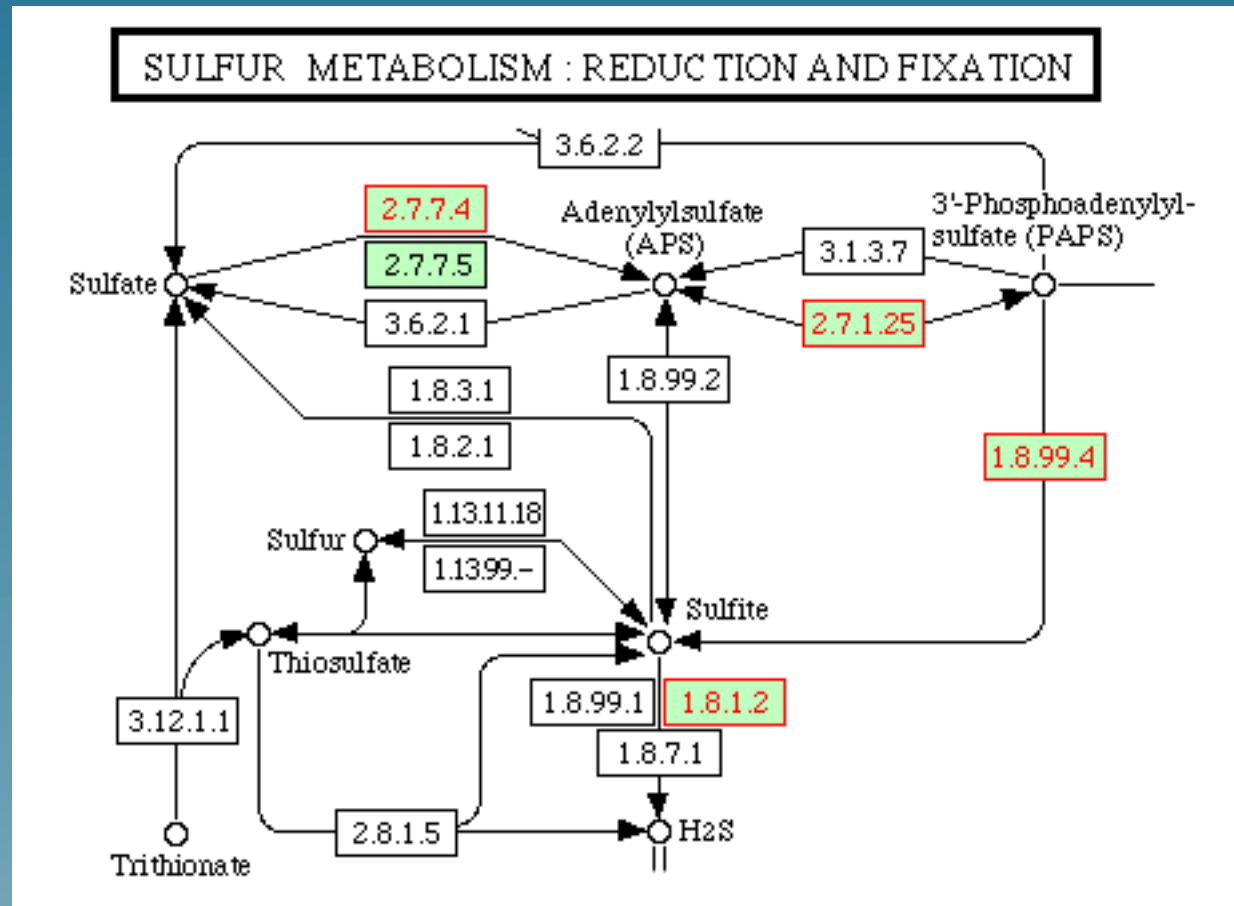 SULFUR METABOLISM : REDUCTION AND FIXATION
3.6.2.2
2.7.7.4
Adenylylsulfate
(APS)
3'-Phosphoadenylyl-
sulfate (PAPS)
3.1.3.7
2.7.7.5
Sulfate
3.6.2.1
2.7.1.25
1.8.99.2
1.8.3.1
1.8.2.1
1.8.99.4
1.13.11.18
Sulfur
1.13.99.–
Sulfite
Thiosulfate
1.8.99.1
1.8.1.2
3.12.1.1
1.8.7.1
2.8.1.5
H2S
Trithionate